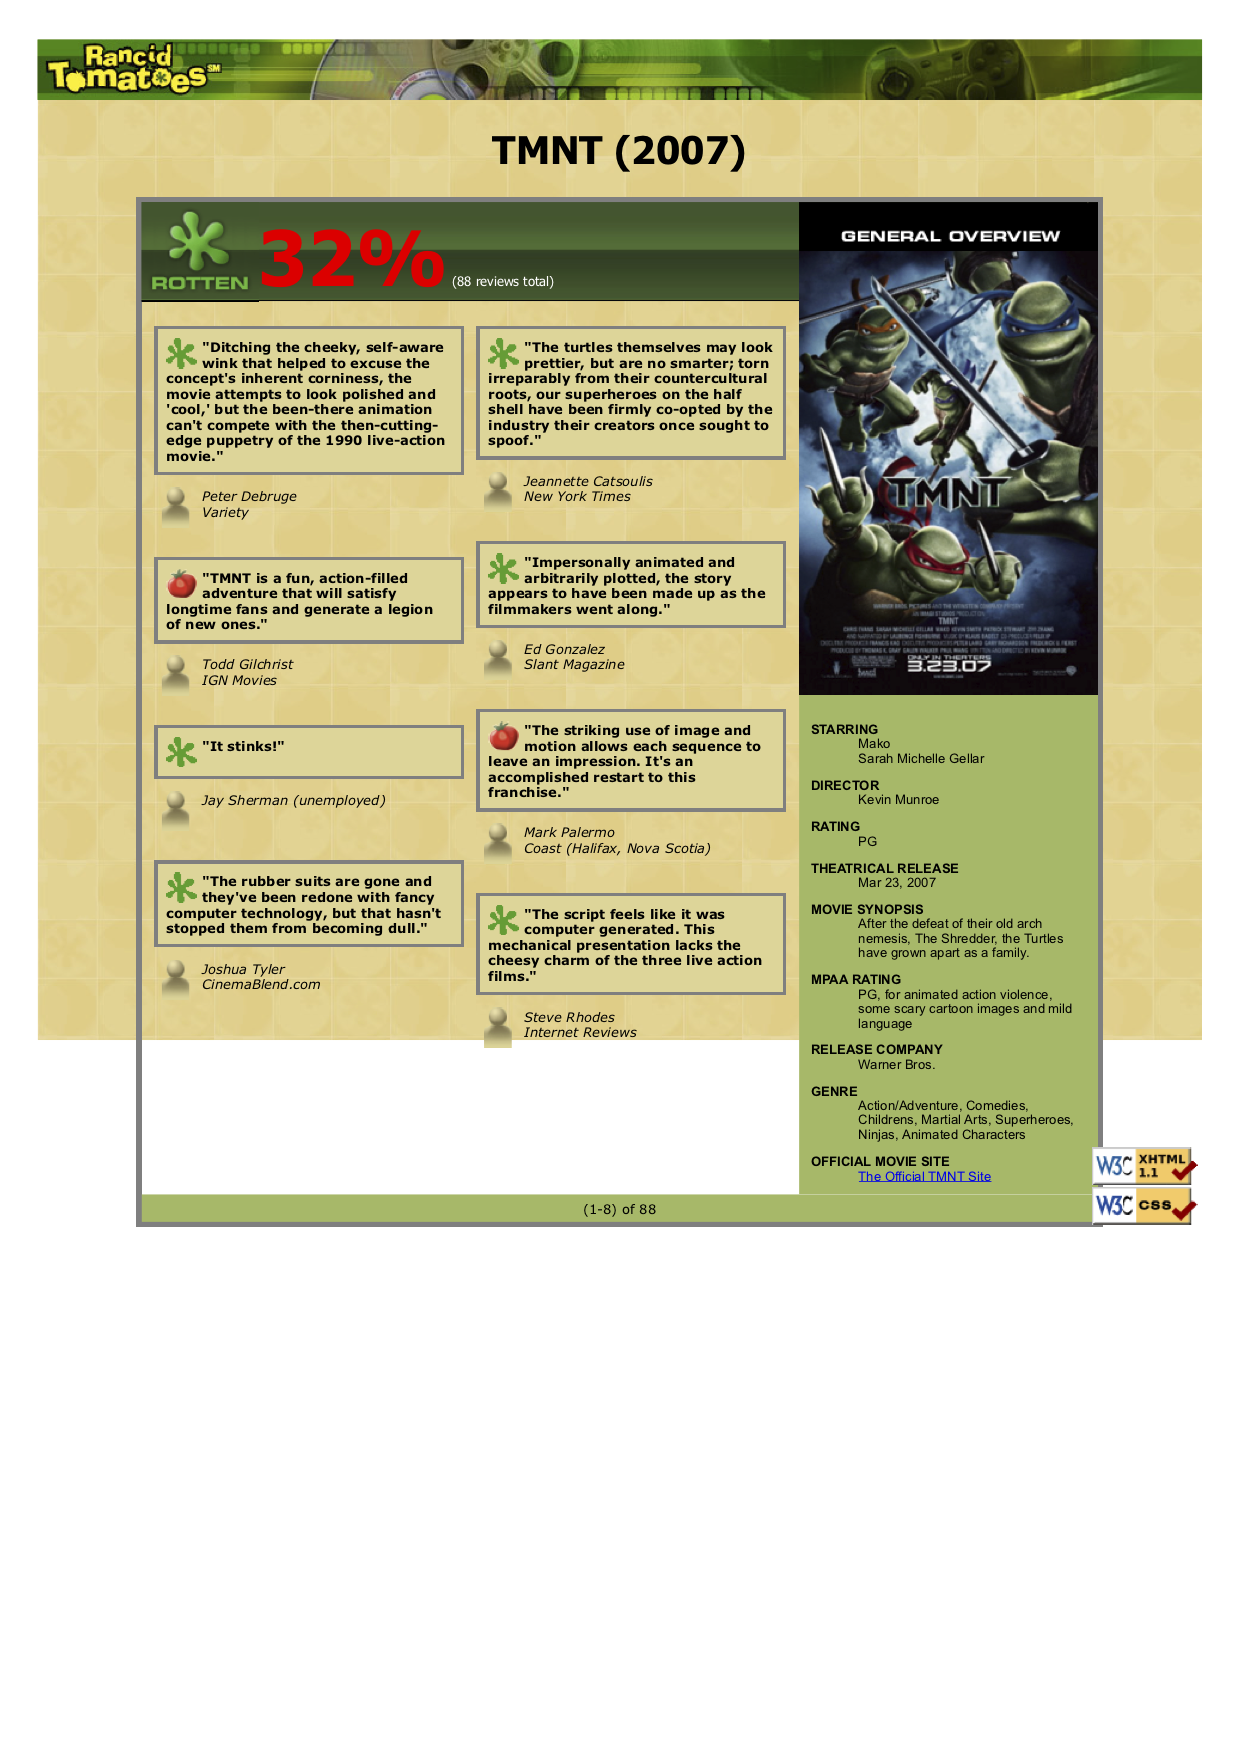 Rancid
Tomatoes SM
TMNT (2007)
ROTTEN
32% (88 reviews total)
"Ditching the cheeky, self-aware
wink that helped to excuse the
concept's inherent corniness, the
movie attempts to look polished and
'cool,' but the been-there animation
can't compete with the then-cutting-
edge puppetry of the 1990 live-action
movie."
Peter Debruge
Variety
"TMNT is a fun, action-filled
adventure that will satisfy
longtime fans and generate a legion
of new ones."
Todd Gilchrist
IGN Movies
"It stinks!"
Jay Sherman (unemployed)
"The rubber suits are gone and
they've been redone with fancy
computer technology, but that hasn't
stopped them from becoming dull."
Joshua Tyler
CinemaBlend.com
"The turtles themselves may look
prettier, but are no smarter; torn
irreparably from their countercultural
roots, our superheroes on the half
shell have been firmly co-opted by the
industry their creators once sought to
spoof."
Jeannette Catsoulis
New York Times
"Impersonally animated and
arbitrarily plotted, the story
appears to have been made up as the
filmmakers went along."
Ed Gonzalez
Slant Magazine
"The striking use of image and
motion allows each sequence to
leave an impression. It's an
accomplished restart to this
franchise."
Mark Palermo
Coast (Halifax, Nova Scotia)
"The script feels like it was
computer generated. This
mechanical presentation lacks the
cheesy charm of the three live action
films."
Steve Rhodes
Internet Reviews
GENERAL OVERVIEW
TMNT
TMNT
ONLY IN THEATERS
3.23.07
STARRING
Mako
Sarah Michelle Gellar
DIRECTOR
Kevin Munroe
RATING
PG
THEATRICAL RELEASE
Mar 23, 2007
MOVIE SYNOPSIS
After the defeat of their old arch
nemesis, The Shredder, the Turtles
have grown apart as a family.
MPAA RATING
PG, for animated action violence,
some scary cartoon images and mild
language
RELEASE COMPANY
Warner Bros.
GENRE
Action/Adventure, Comedies,
Childrens, Martial Arts, Superheroes,
Ninjas, Animated Characters
OFFICIAL MOVIE SITE
The Official TMNT Site
W3C XHTML
1.1
W3C CSS
(1-8) of 88